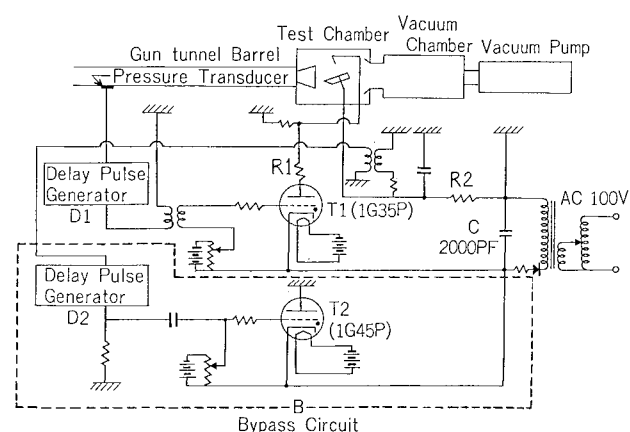 Test Chamber
Vacuum
Chamber
Vacuum Pump
Gun tunnel Barrel
Pressure Transducer
Delay Pulse
Generator
D1
R1
T1(1G35P)
R2
AC 100V
C
2000PF
Delay Pulse
Generator
D2
T2
(1G45P)
B
Bypass Circuit